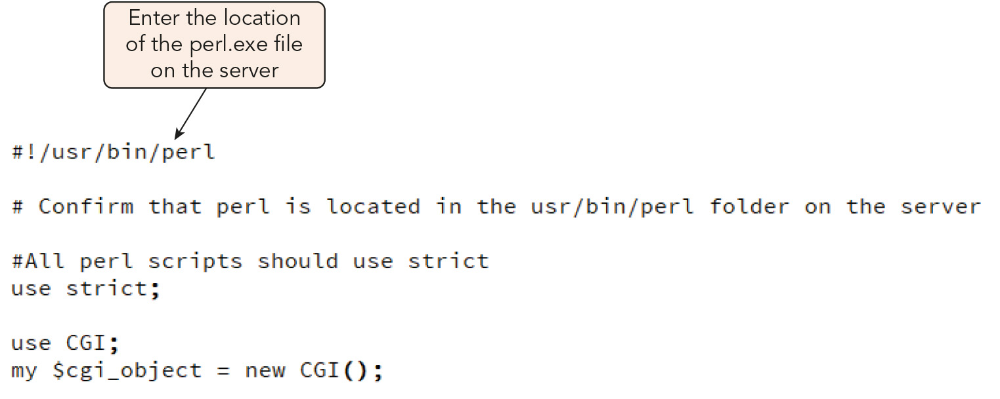 Enter the location
of the perl.exe file
on the server
#!/usr/bin/perl
# Confirm that perl is located in the usr/bin/perl folder on the server
#All perl scripts should use strict
use strict;
use CGI;
my $cgi_object = new CGI();